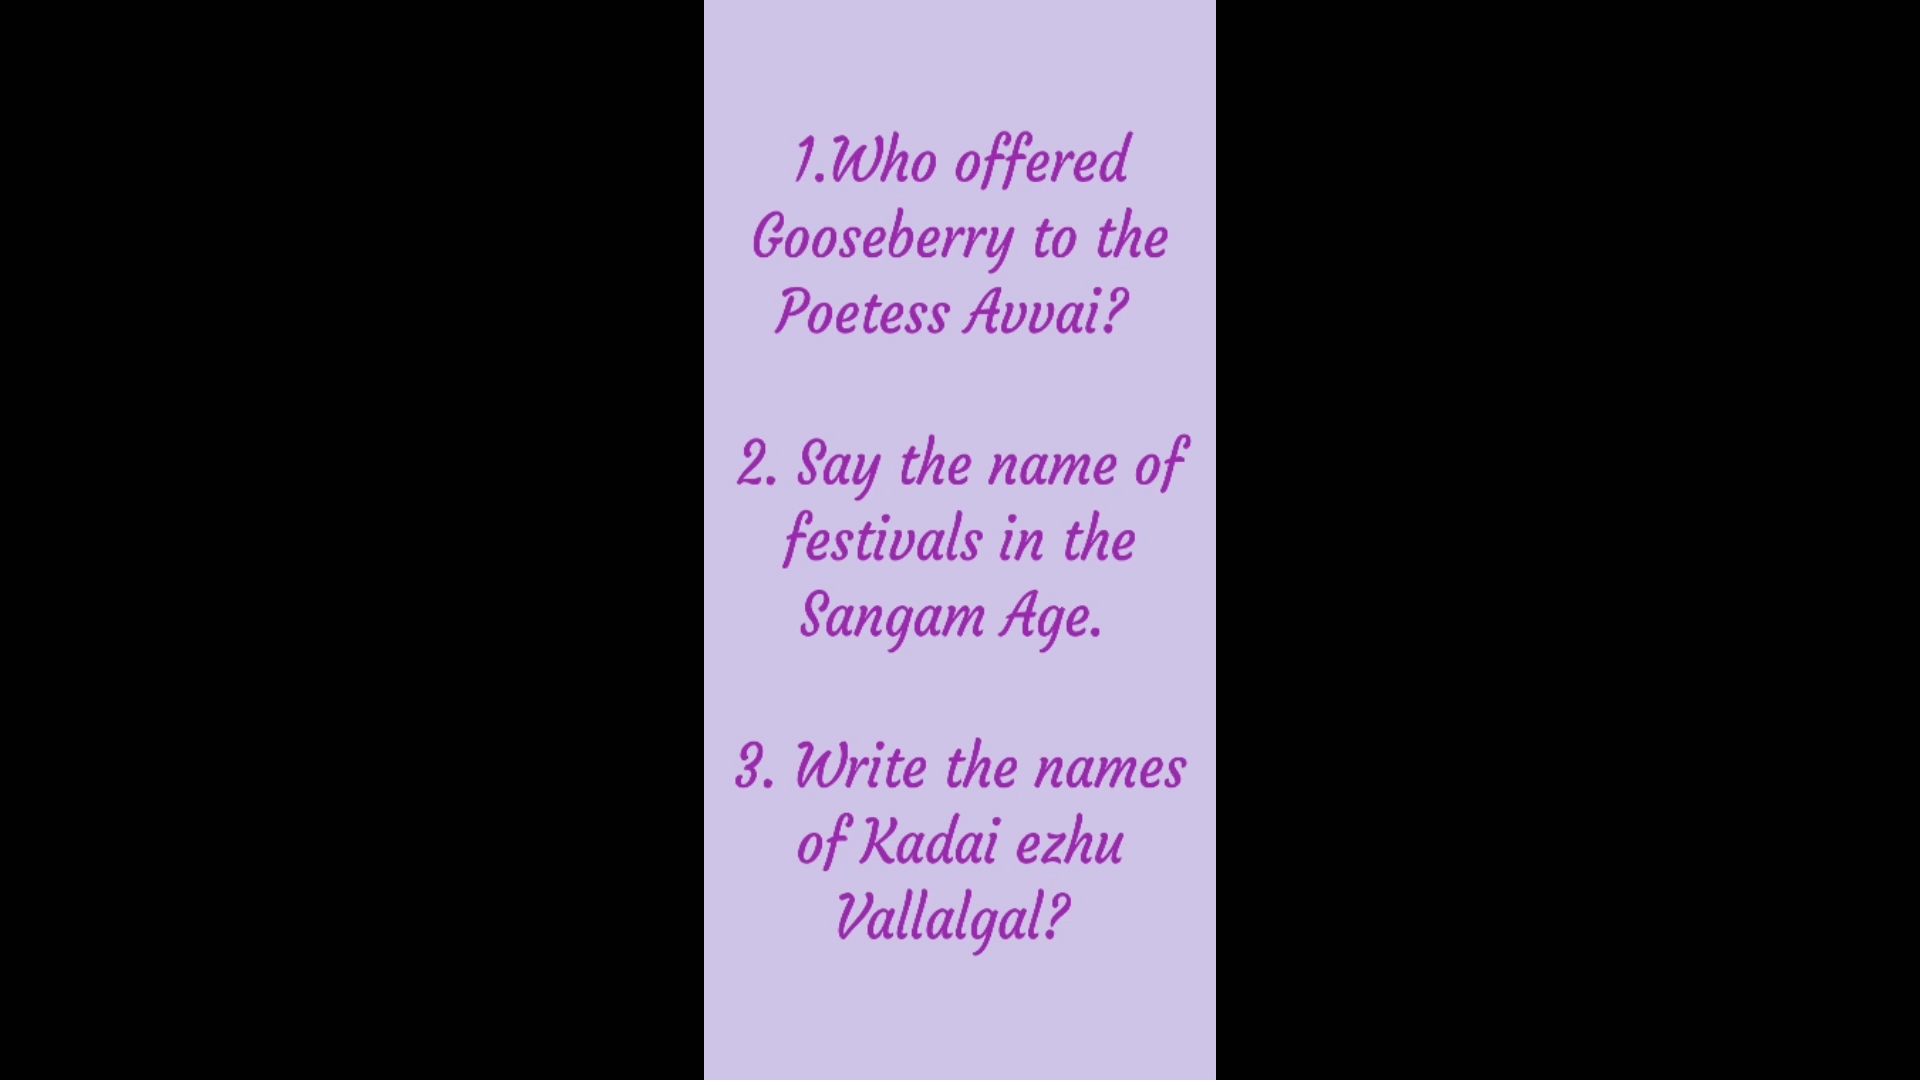 1.Who offered
Gooseberry to the
Poetess Avvai?
2. Say the name of
festivals in the
Sangam Age.
3. Write the names
of Kadai ezhu
Vallalgal?